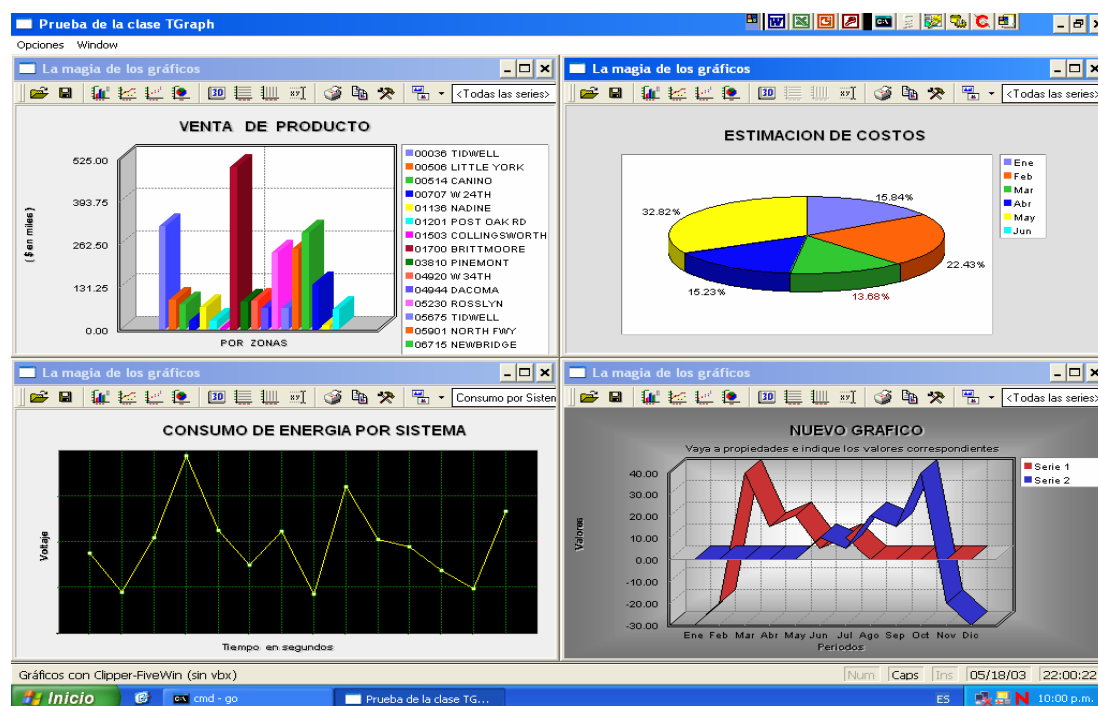 Prueba de la clase TGraph
Opciones Window
La magia de los gráficos
<Todas las series>
VENTA DE PRODUCTO
525.00
393.75
262.50
131.25
0.00
( $ en miles )
POR ZONAS
00036 TIDWELL
00506 LITTLE YORK
00514 CANINO
00707 W 24TH
01136 NADINE
01201 POST OAK RD
01503 COLLINGSWORTH
01700 BRITTMOORE
03810 PINEMONT
04920 W 34TH
04944 DACOMA
05230 ROSSLYN
05675 TIDWELL
05901 NORTH FWY
06715 NEWBRIDGE
La magia de los gráficos
<Todas las series>
ESTIMACION DE COSTOS
15.84%
32.82%
22.43%
15.23%
13.68%
Ene
Feb
Mar
Abr
May
Jun
La magia de los gráficos
Consumo por Sisten
CONSUMO DE ENERGIA POR SISTEMA
Voltaje
Tiempo en segundos
La magia de los gráficos
<Todas las series>
NUEVO GRAFICO
Vaya a propiedades e indique los valores correspondientes
40.00
30.00
20.00
10.00
0.00
-10.00
-20.00
-30.00
Valores
Ene Feb Mar Abr May Jun Jul Ago Sep Oct Nov Dic
Periodos
Serie 1
Serie 2
Gráficos con Clipper-FiveWin (sin vbx)
Num Caps Ins 05/18/03 22:00:22
Inicio
cmd - go
Prueba de la clase TG...
ES
10:00 p.m.